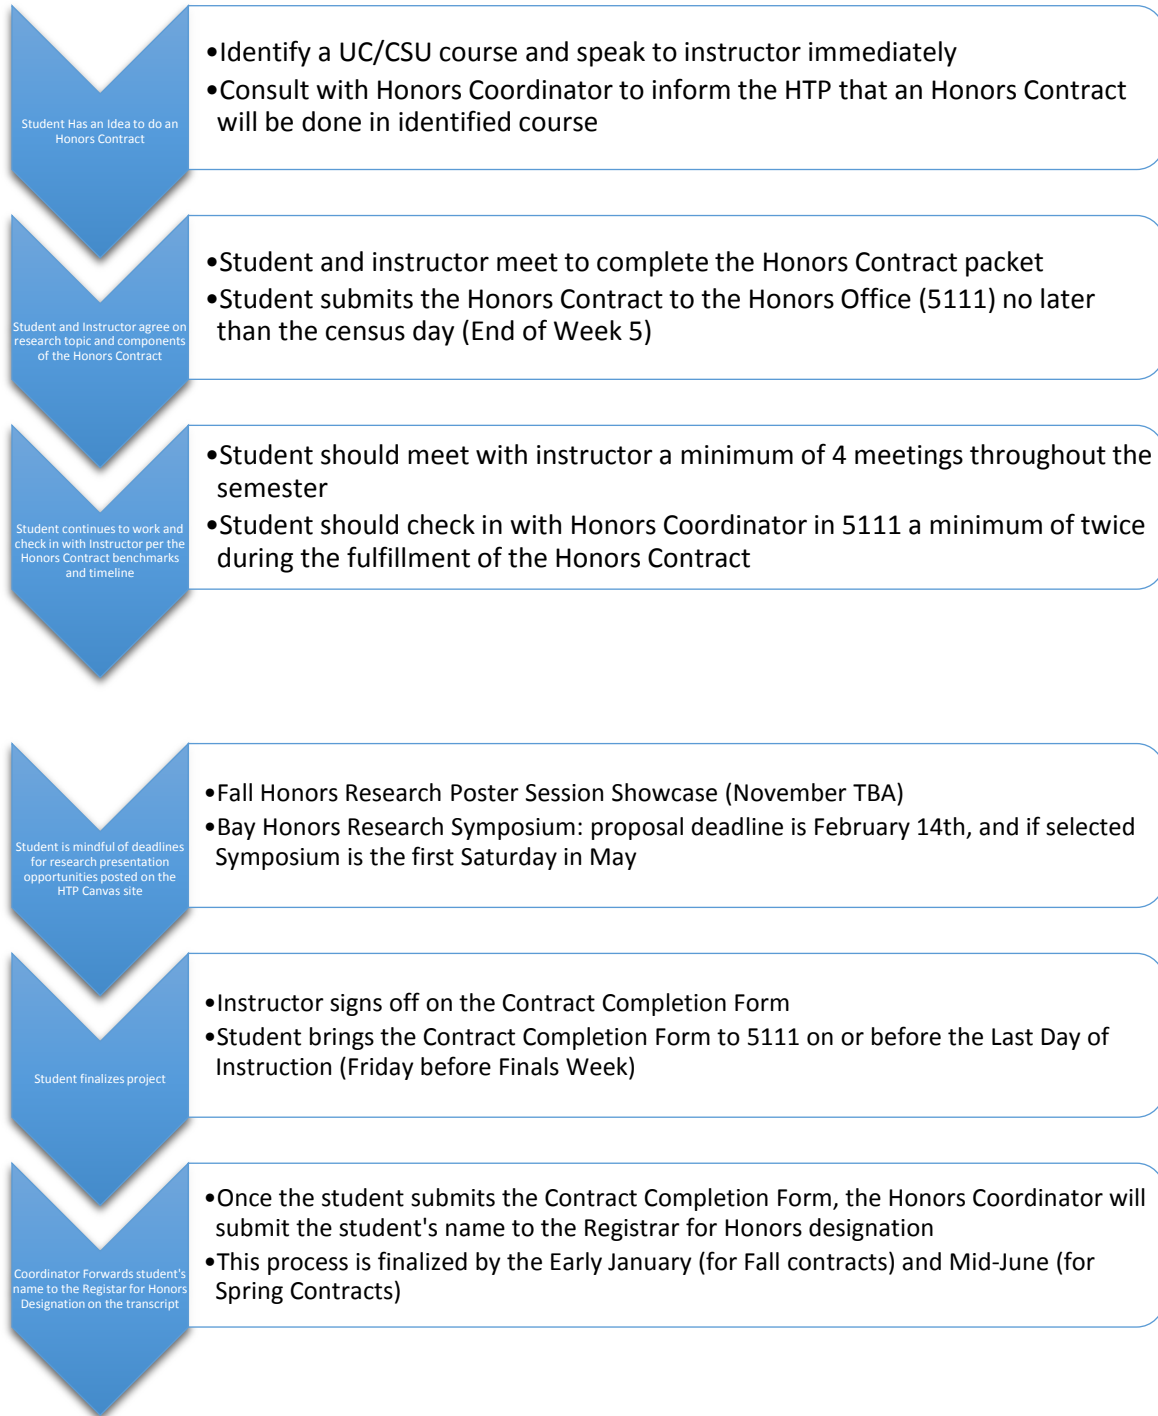 Student Has an Idea to do an
Honors Contract
•Identify a UC/CSU course and speak to instructor immediately
•Consult with Honors Coordinator to inform the HTP that an Honors Contract
will be done in identified course
Student and Instructor agree on
research topic and components
of the Honors Contract
•Student and instructor meet to complete the Honors Contract packet
•Student submits the Honors Contract to the Honors Office (5111) no later
than the census day (End of Week 5)
Student continues to work and
check in with Instructor per the
Honors Contract benchmarks
and timeline
•Student should meet with instructor a minimum of 4 meetings throughout the
semester
•Student should check in with Honors Coordinator in 5111 a minimum of twice
during the fulfillment of the Honors Contract
Student is mindful of deadlines
for research presentation
opportunities posted on the
HTP Canvas site
•Fall Honors Research Poster Session Showcase (November TBA)
•Bay Honors Research Symposium: proposal deadline is February 14th, and if selected
Symposium is the first Saturday in May
Student finalizes project
•Instructor signs off on the Contract Completion Form
•Student brings the Contract Completion Form to 5111 on or before the Last Day of
Instruction (Friday before Finals Week)
Coordinator Forwards student's
name to the Registar for Honors
Designation on the transcript
•Once the student submits the Contract Completion Form, the Honors Coordinator will
submit the student's name to the Registrar for Honors designation
•This process is finalized by the Early January (for Fall contracts) and Mid-June (for
Spring Contracts)